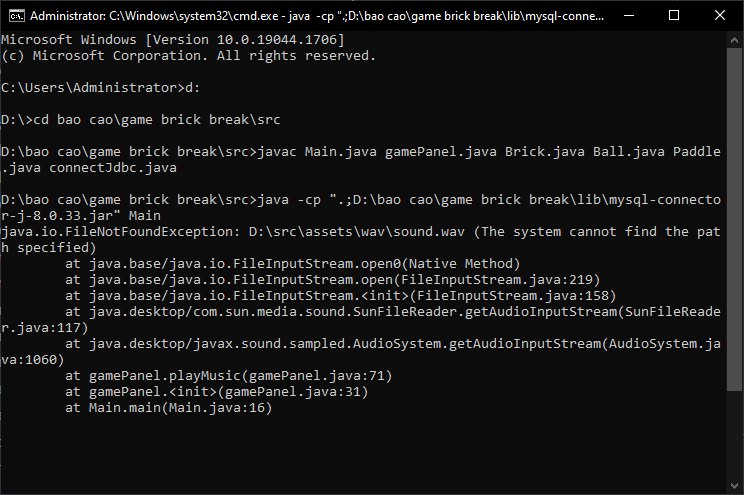 Administrator: C:\Windows\system32\cmd.exe - java -cp ".;D:\bao cao\game brick break\lib\mysql-conne...
Microsoft Windows [Version 10.0.19044.1706]
(c) Microsoft Corporation. All rights reserved.
C:\Users\Administrator>d:
D:\>cd bao cao\game brick break\src
D:\bao cao\game brick break\src>javac Main.java gamePanel.java Brick.java Ball.java Paddle
.java connectJdbc.java
D:\bao cao\game brick break\src>java -cp ".;D:\bao cao\game brick break\lib\mysql-connecto
r-j-8.0.33.jar" Main
java.io.FileNotFoundException: D:\src\assets\wav\sound.wav (The system cannot find the pat
h specified)
at java.base/java.io.FileInputStream.open0(Native Method)
at java.base/java.io.FileInputStream.open(FileInputStream.java:219)
at java.base/java.io.FileInputStream.<init>(FileInputStream.java:158)
at java.desktop/com.sun.media.sound.SunFileReader.getAudioInputStream(SunFileReade
r.java:117)
at java.desktop/javax.sound.sampled.AudioSystem.getAudioInputStream(AudioSystem.ja
va:1060)
at gamePanel.playMusic(gamePanel.java:71)
at gamePanel.<init>(gamePanel.java:31)
at Main.main(Main.java:16)